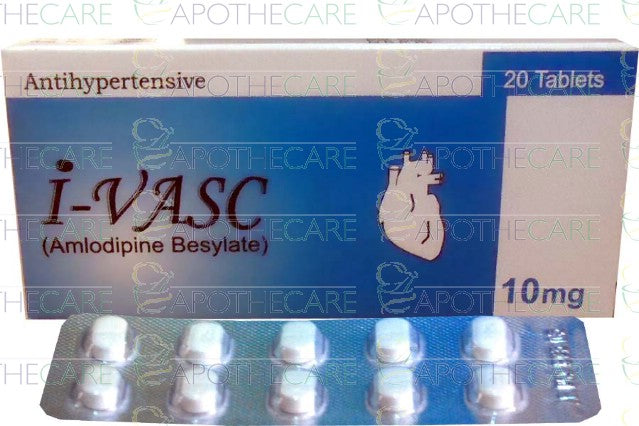 APOTHECARE
Antihypertensive
20 Tablets
i-VASC
(Amlodipine Besylate)
10mg